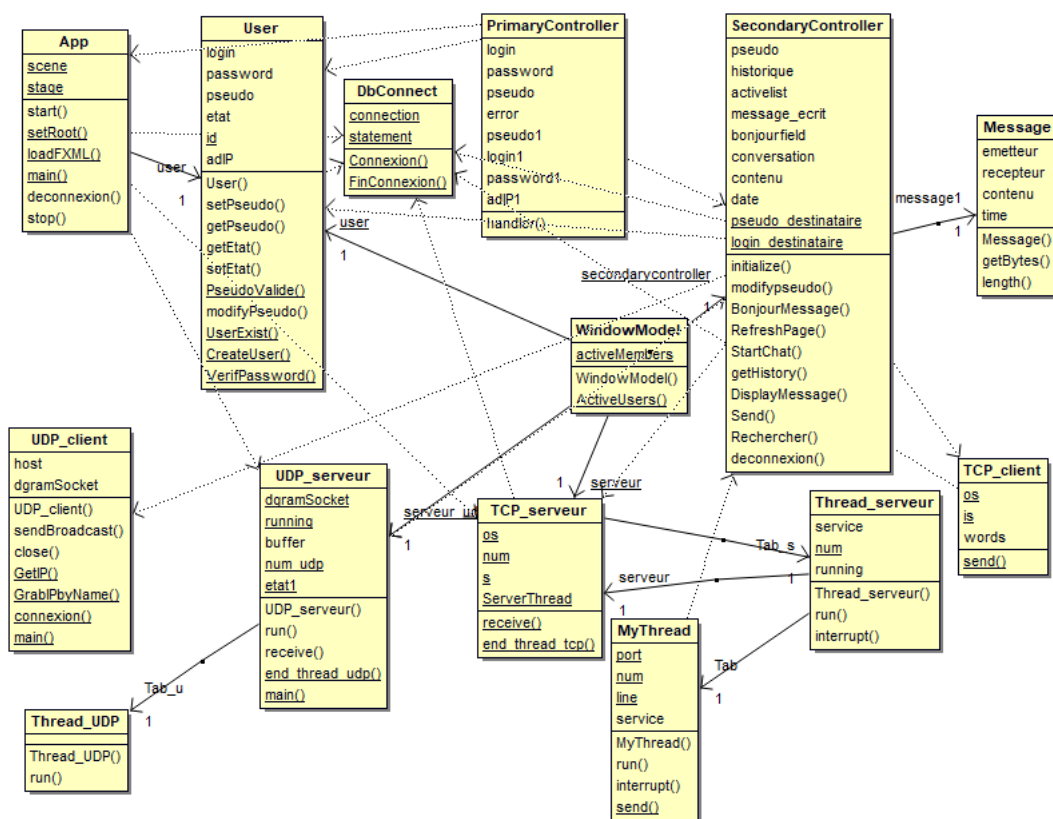 App
scene
stage
start()
setRoot()
loadFXML()
main()
deconnexion()
stop()
User
login
password
pseudo
etat
id
adIP
User()
setPseudo()
getPseudo()
getEtat()
setEtat()
PseudoValide()
modifyPseudo()
UserExist()
CreateUser()
VerifPassword()
DbConnect
connection
statement
Connexion()
FinConnexion()
PrimaryController
login
password
pseudo
error
pseudo1
login1
password1
adIP1
handler()
SecondaryController
pseudo
historique
activelist
message_ecrit
bonjourfield
conversation
contenu
date
pseudo_destinataire
login_destinataire
initialize()
modifypseudo()
BonjourMessage()
RefreshPage()
StartChat()
getHistory()
DisplayMessage()
Send()
Rechercher()
deconnexion()
Message
emetteur
recepteur
contenu
time
Message()
getBytes()
length()
user
1
user
1
message1
1
secondarycontroller
1
WindowModel
activeMembers
WindowModel()
ActiveUsers()
UDP_client
host
dgramSocket
UDP_client()
sendBroadcast()
close()
GetIP()
GrabIPbyName()
connexion()
main()
UDP_serveur
dgramSocket
running
buffer
num_udp
etat1
UDP_serveur()
run()
receive()
end_thread_udp()
main()
serveur_ud
1
1
serveur
TCP_serveur
os
num
s
ServerThread
receive()
end_thread_tcp()
Tab_s
1
serveur
1
Thread_serveur
service
num
running
Thread_serveur()
run()
interrupt()
TCP_client
os
is
words
send()
MyThread
port
num
line
service
MyThread()
run()
interrupt()
send()
Tab
1
Tab_u
1
Thread_UDP
Thread_UDP()
run()